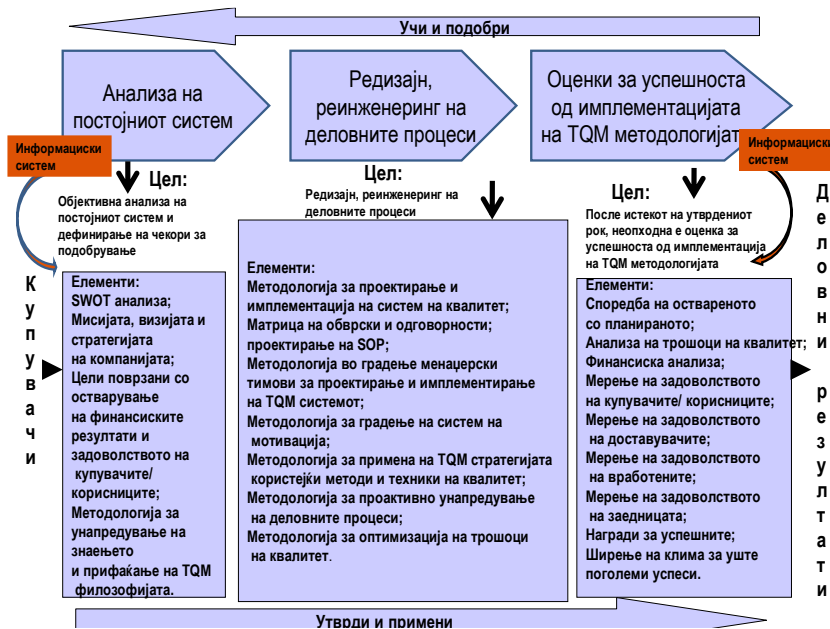 Учи и подобри
Анализа на
постојниот систем
Редизајн,
реинженеринг на
деловните процеси
Оценки за успешноста
од имплементацијата
на TQM методологијата
Информациски
систем
Информациски
систем
Цел:
Објективна анализа на
постојниот систем и
дефинирање на чекори за
подобрување
Цел:
Редизајн, реинженеринг на
деловните процеси
Цел:
После истекот на утврдениот
рок, неопходна е оценка за
успешноста од имплементација
на TQM методологијата
Купувачи
Елементи:
SWOT анализа;
Мисијата, визијата и
стратегијата
на компанијата;
Цели поврзани со
остварување
на финансиските
резултати и
задоволството на
купувачите/
корисниците;
Методологија за
унапредување на
знаењето
и прифаќање на TQM
филозофијата.
Елементи:
Методологија за проектирање и
имплементација на систем на квалитет;
Матрица на обврски и одговорности;
проектирање на SOP;
Методологија во градење менаџерски
тимови за проектирање и имплементирање
на TQM системот;
Методологија за градење на систем на
мотивација;
Методологија за примена на TQM стратегијата
користејќи методи и техники на квалитет;
Методологија за проактивно унапредување
на деловните процеси;
Методологија за оптимизација на трошоци
на квалитет.
Елементи:
Споредба на оствареното
со планираното;
Анализа на трошоци на квалитет;
Финансиска анализа;
Мерење на задоволството
на купувачите/ корисниците;
Мерење на задоволството
на доставувачите;
Мерење на задоволството
на вработените;
Мерење на задоволството
на заедницата;
Награди за успешните;
Ширење на клима за уште
поголеми успеси.
Деловни резултати
Утврди и примени